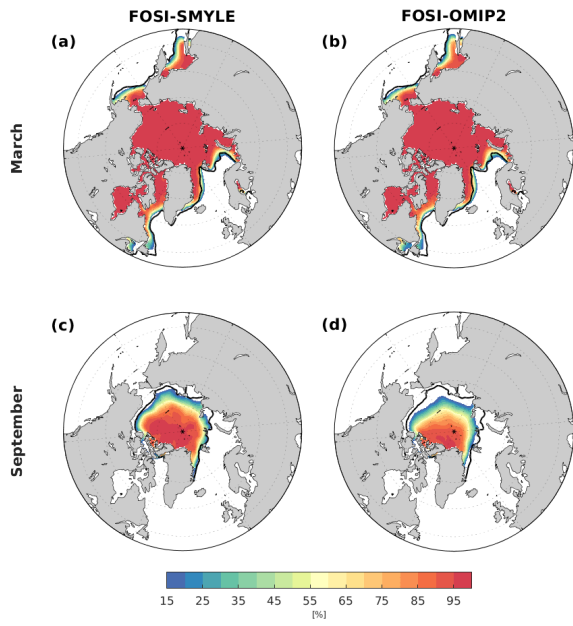 FOSI-SMYLE FOSI-OMIP2
(a) (b)
March
(c) (d)
September
15 25 35 45 55 65 75 85 95
[%]